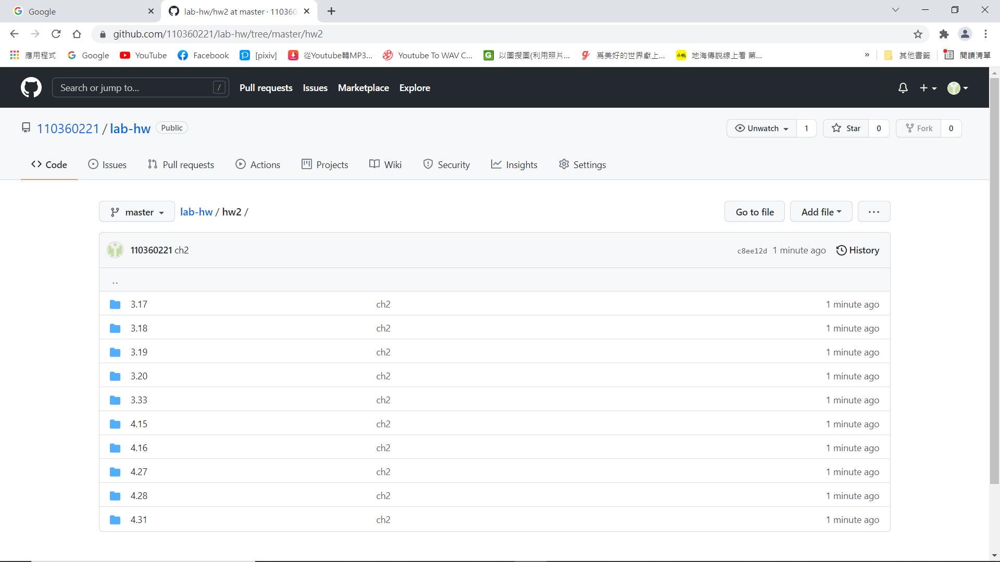 Google
lab-hw/hw2 at master · 110360
github.com/110360221/lab-hw/tree/master/hw2
應用程式 Google YouTube Facebook [pixiv] 從Youtube轉MP3... Youtube To WAV C... 以圖搜圖(利用照片... 為美好的世界獻上... 地海傳說線上看 第... » 其他書籤 閱讀清單
Search or jump to... / Pull requests Issues Marketplace Explore
110360221 / lab-hw Public
Unwatch 1 Star 0 Fork 0
Code Issues Pull requests Actions Projects Wiki Security Insights Settings
master lab-hw / hw2 / Go to file Add file ...
110360221 ch2 c8ee12d 1 minute ago History
..
3.17 ch2 1 minute ago
3.18 ch2 1 minute ago
3.19 ch2 1 minute ago
3.20 ch2 1 minute ago
3.33 ch2 1 minute ago
4.15 ch2 1 minute ago
4.16 ch2 1 minute ago
4.27 ch2 1 minute ago
4.28 ch2 1 minute ago
4.31 ch2 1 minute ago